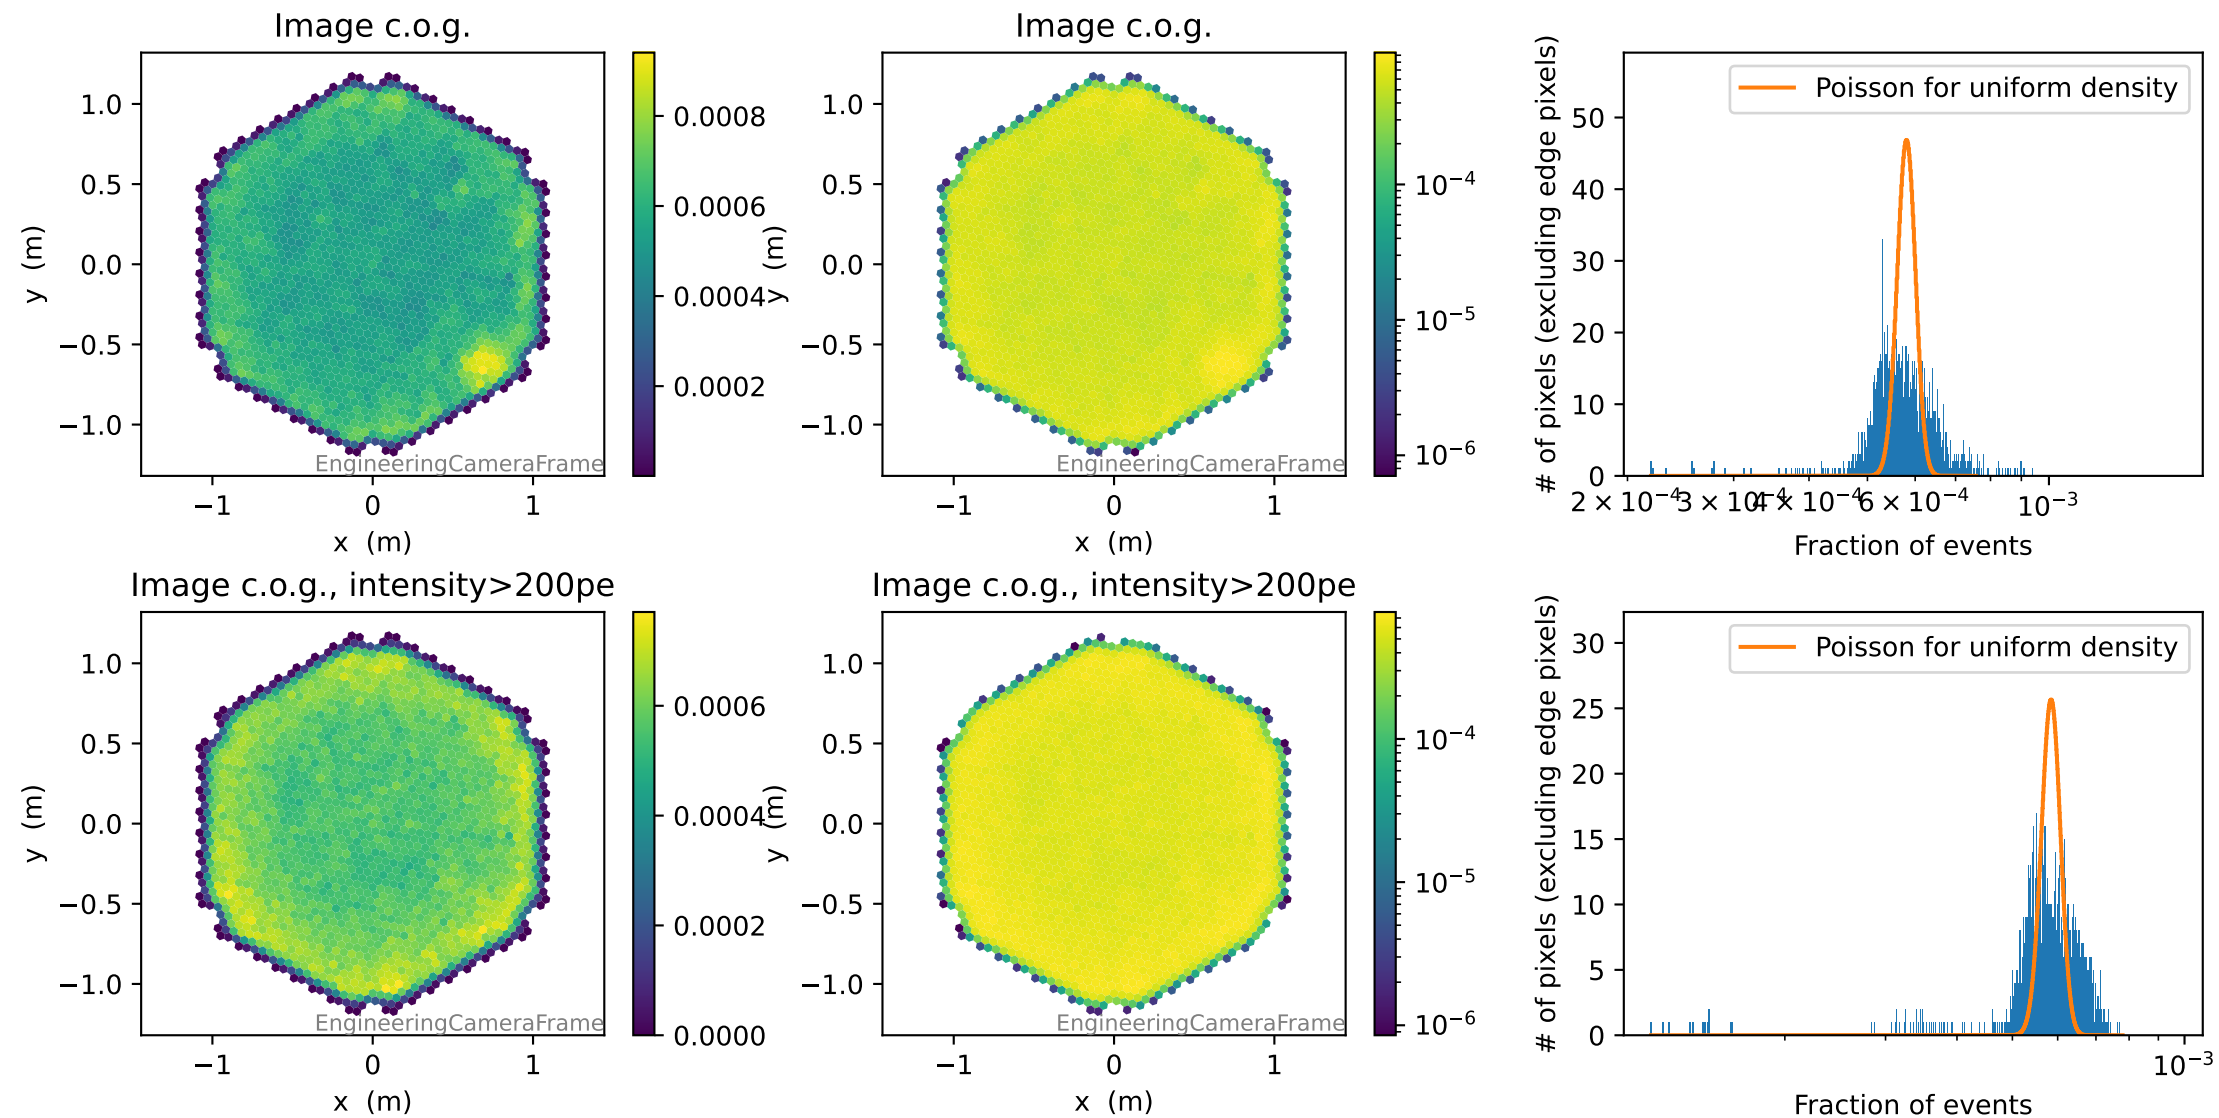 Image c.o.g.
1.0
0.5
0.0
−0.5
−1.0
y (m)
−1
0
1
x (m)
EngineeringCameraFrame
0.0008
0.0006
0.0004
0.0002
Image c.o.g.
1.0
0.5
0.0
−0.5
−1.0
y (m)
−1
0
1
x (m)
EngineeringCameraFrame
10⁻⁴
10⁻⁵
10⁻⁶
Poisson for uniform density
50
40
30
20
10
0
# of pixels (excluding edge pixels)
2 × 10⁻⁴
3 × 10⁻⁴
4 × 10⁻⁴
6 × 10⁻⁴
10⁻³
Fraction of events
Image c.o.g., intensity>200pe
1.0
0.5
0.0
−0.5
−1.0
y (m)
−1
0
1
x (m)
EngineeringCameraFrame
0.0006
0.0004
0.0002
0.0000
Image c.o.g., intensity>200pe
1.0
0.5
0.0
−0.5
−1.0
y (m)
−1
0
1
x (m)
EngineeringCameraFrame
10⁻⁴
10⁻⁵
10⁻⁶
Poisson for uniform density
30
25
20
15
10
5
0
# of pixels (excluding edge pixels)
10⁻³
Fraction of events